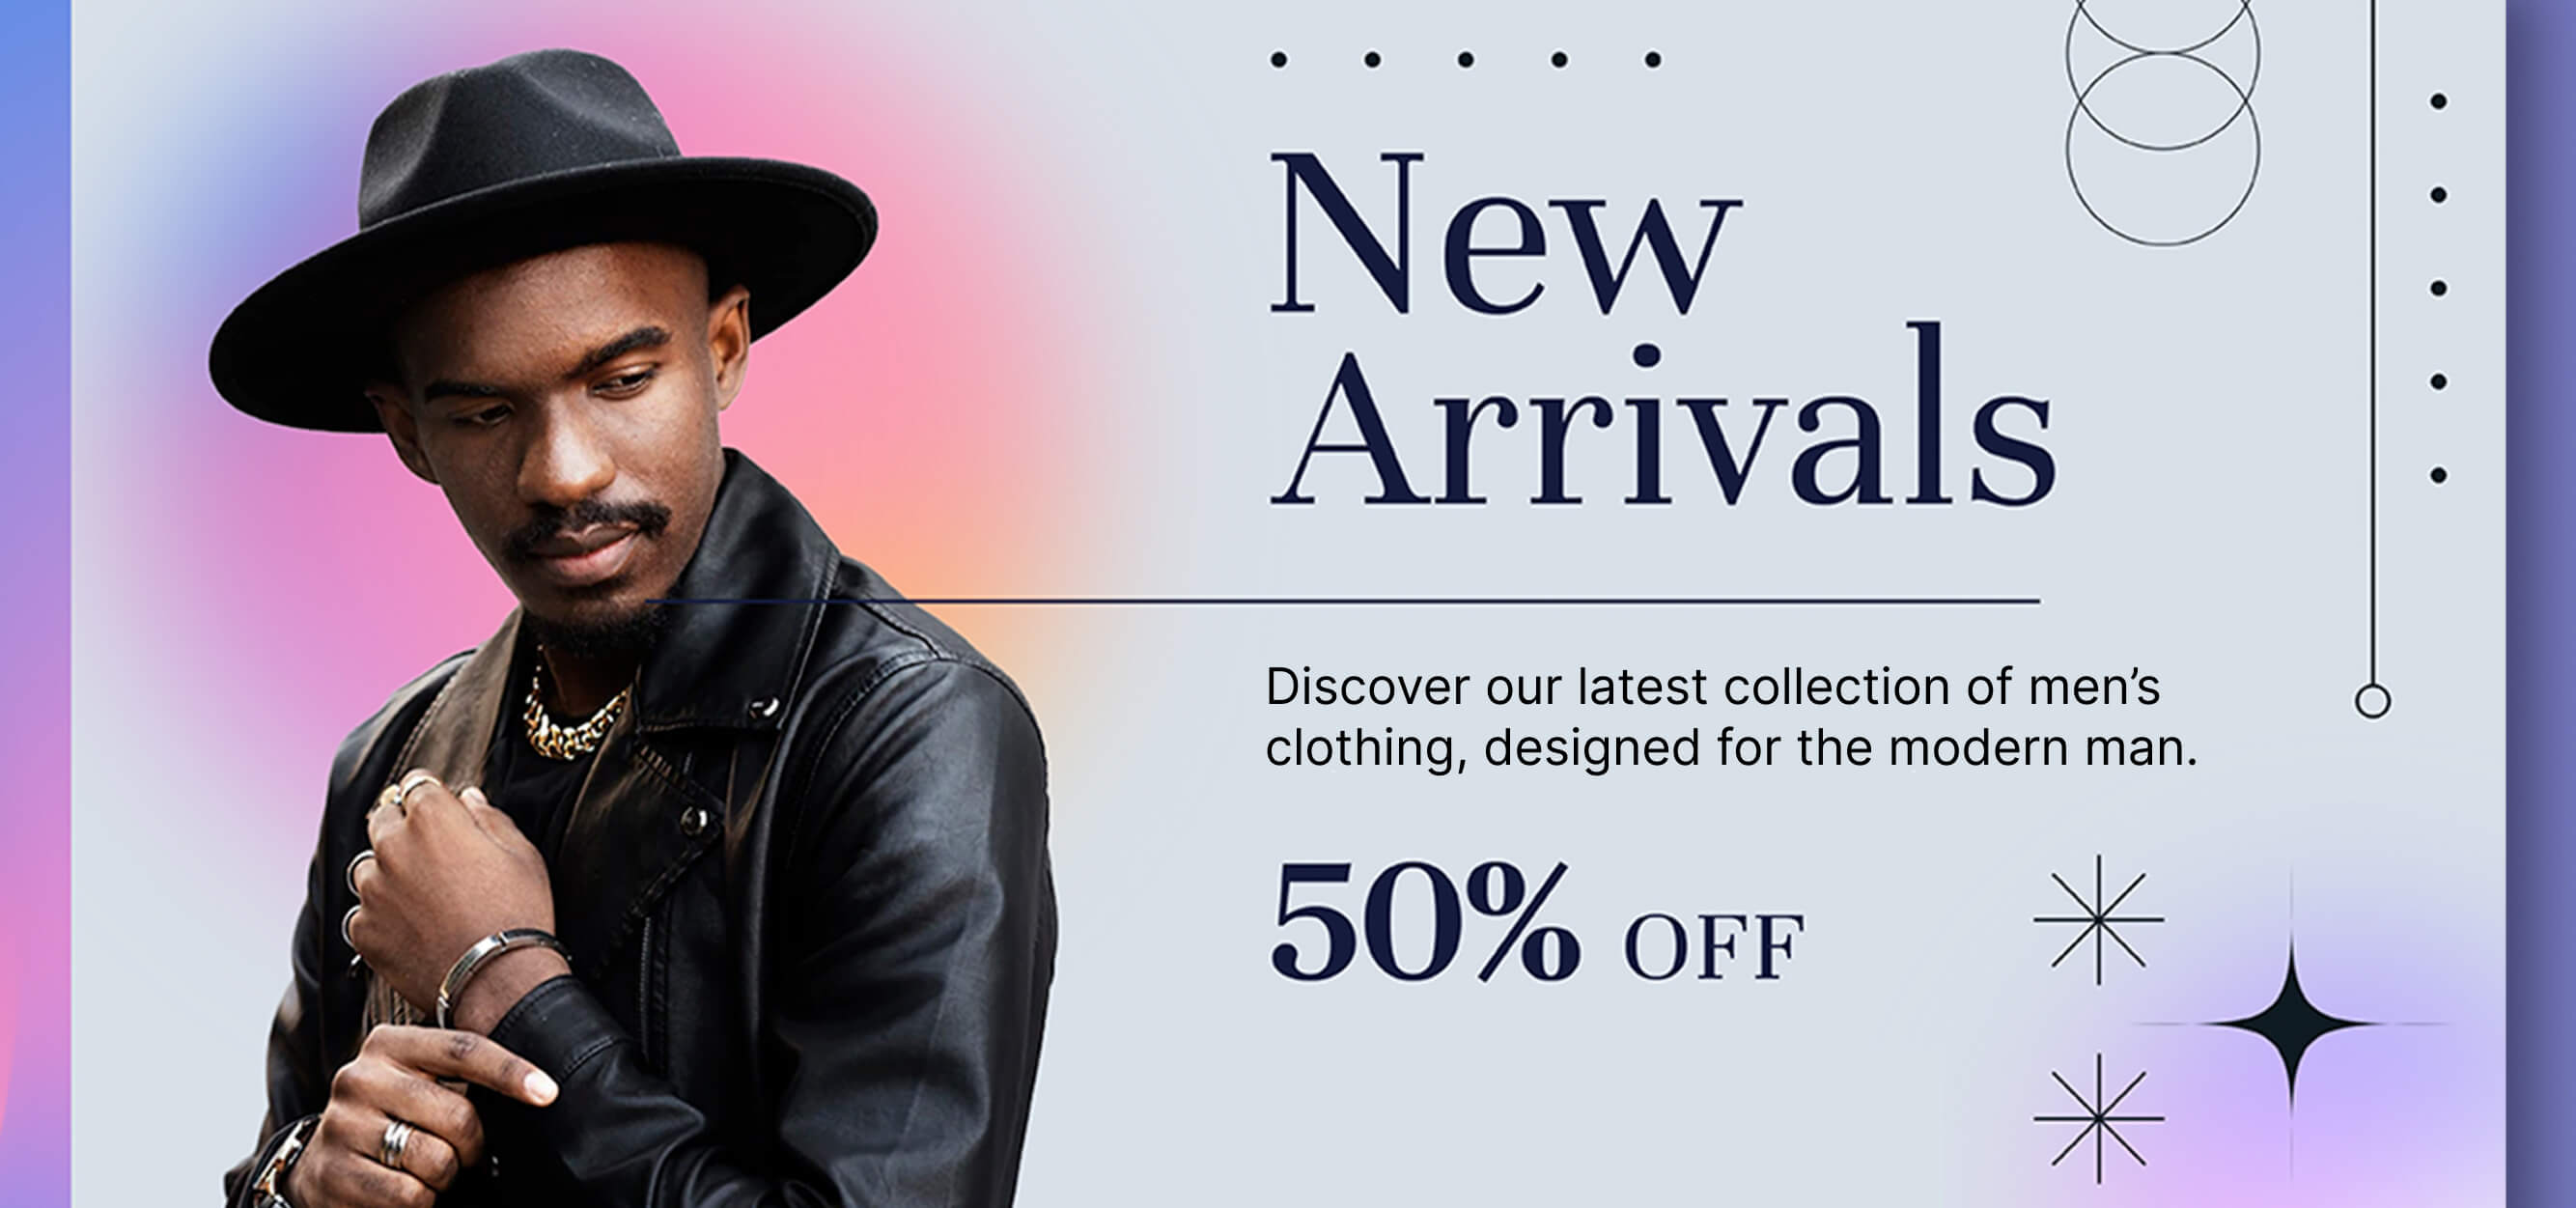 New
Arrivals
Discover our latest collection of men’s
clothing, designed for the modern man.
50% OFF